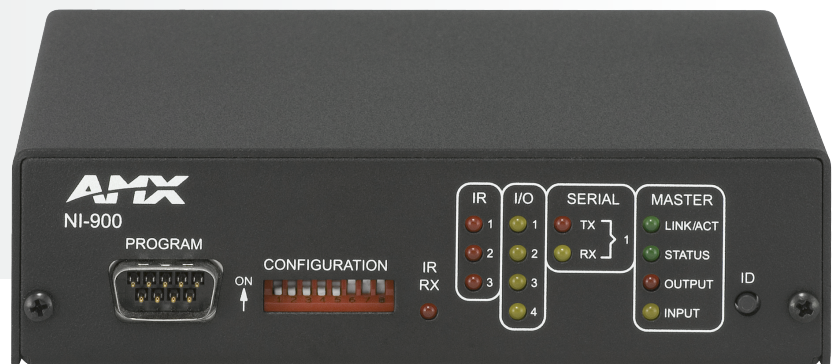 AMX
NI-900
PROGRAM
ON
CONFIGURATION
IR
RX
IR
1
2
3
I/O
1
2
3
4
SERIAL
TX
RX
1
MASTER
LINK/ACT
STATUS
OUTPUT
INPUT
ID